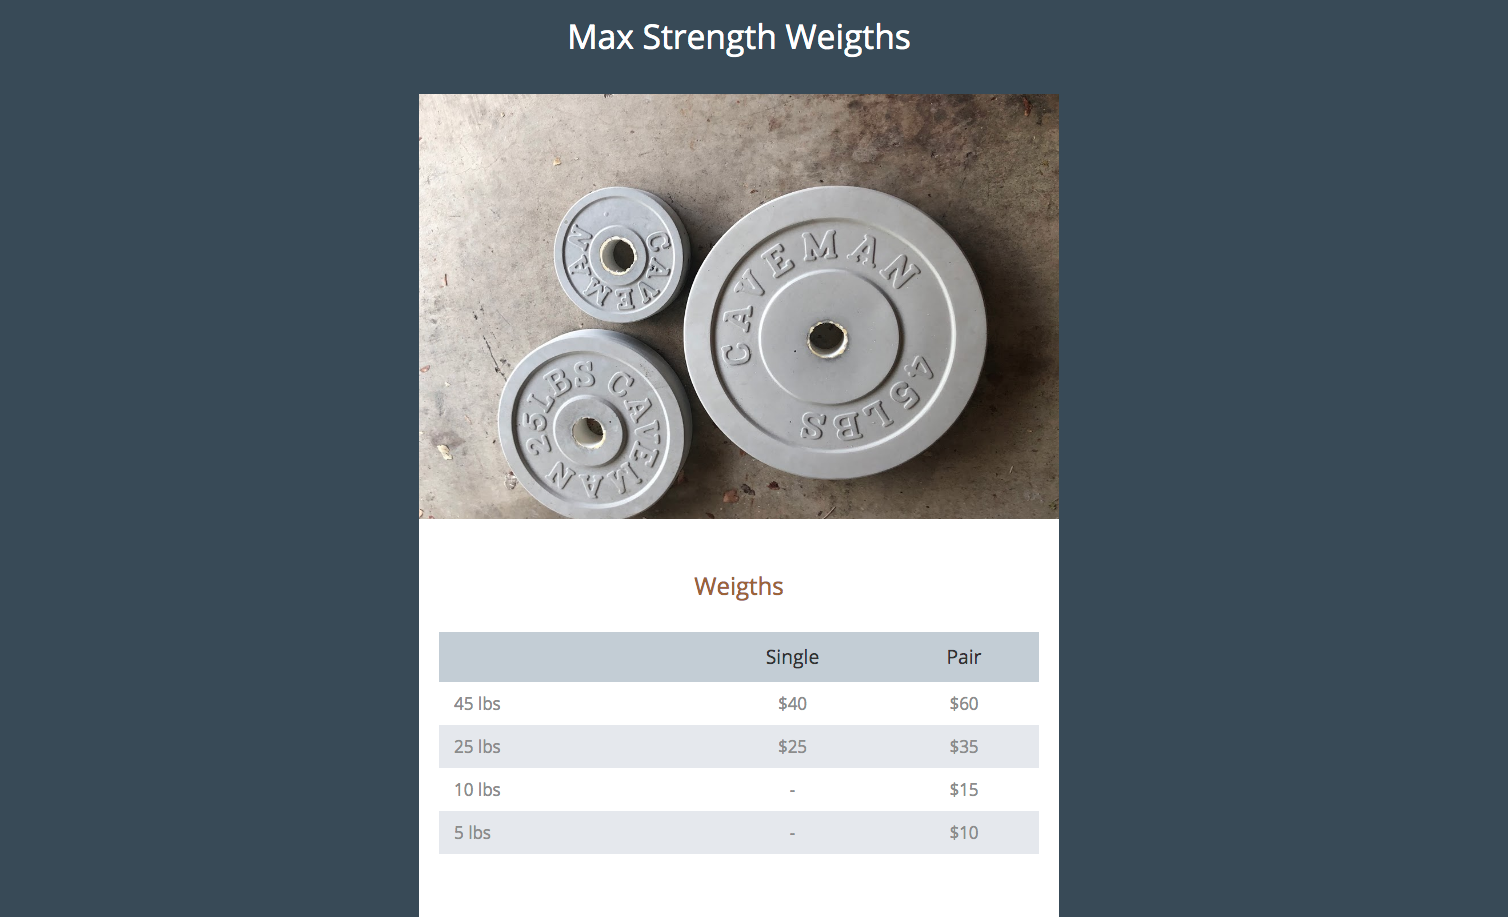 Max Strength Weigths
CAVEMAN
CAVEMAN
45LBS
25LBS CAVEMAN
Weigths
Single Pair
45 lbs $40 $60
25 lbs $25 $35
10 lbs - $15
5 lbs - $10